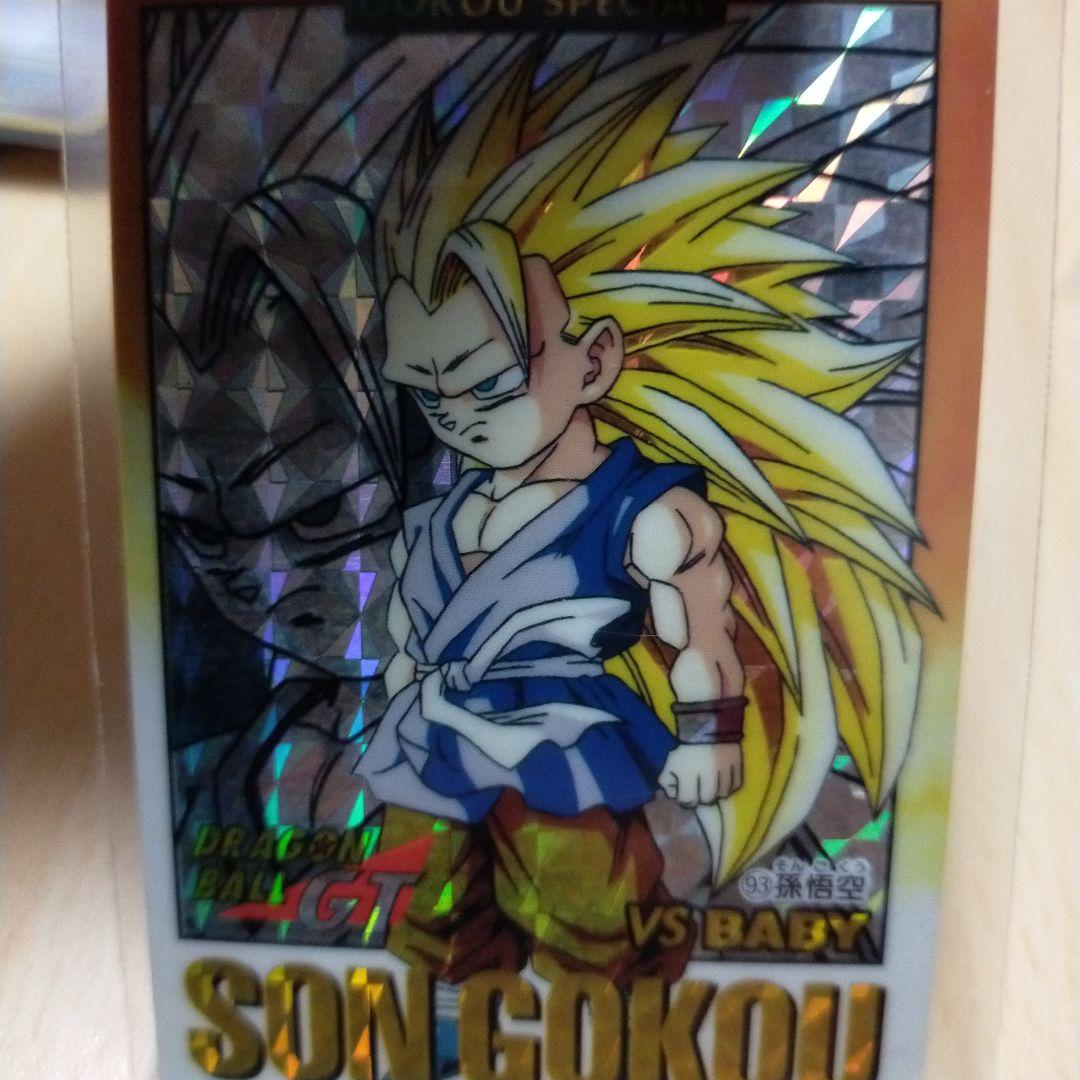 GOKOU SPECIAL
DRAGON
BALL GT
そんごくう
93 孫悟空
VS BABY
SON GOKOU